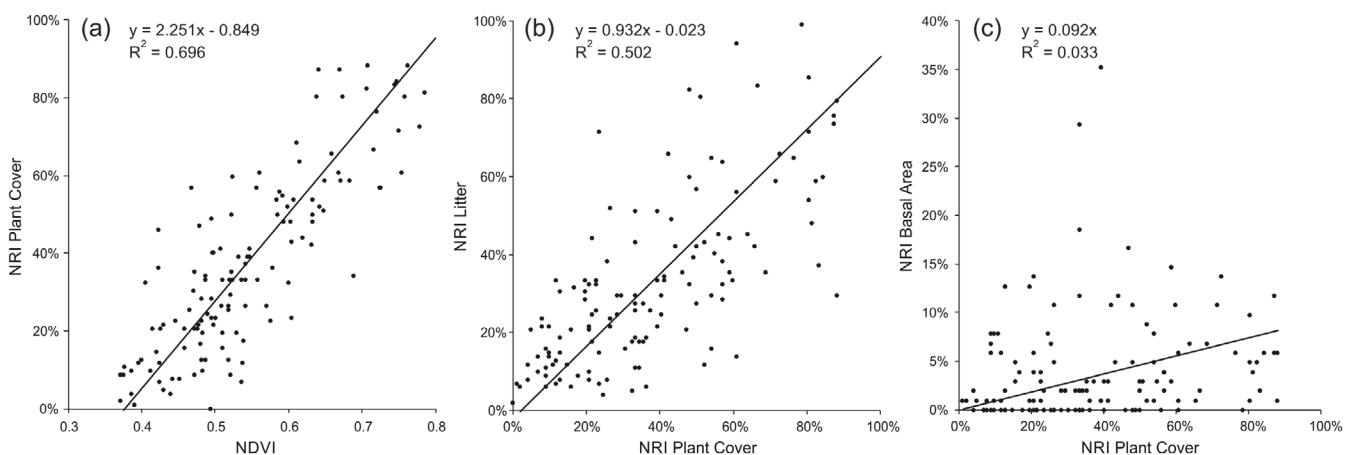 (a)
y = 2.251x - 0.849
R2 = 0.696
100%
80%
60%
40%
20%
0%
0.3 0.4 0.5 0.6 0.7 0.8
NRI Plant Cover
NDVI
(b)
y = 0.932x - 0.023
R2 = 0.502
100%
80%
60%
40%
20%
0%
0% 20% 40% 60% 80% 100%
NRI Litter
NRI Plant Cover
(c)
y = 0.092x
R2 = 0.033
40%
35%
30%
25%
20%
15%
10%
5%
0%
0% 20% 40% 60% 80% 100%
NRI Basal Area
NRI Plant Cover